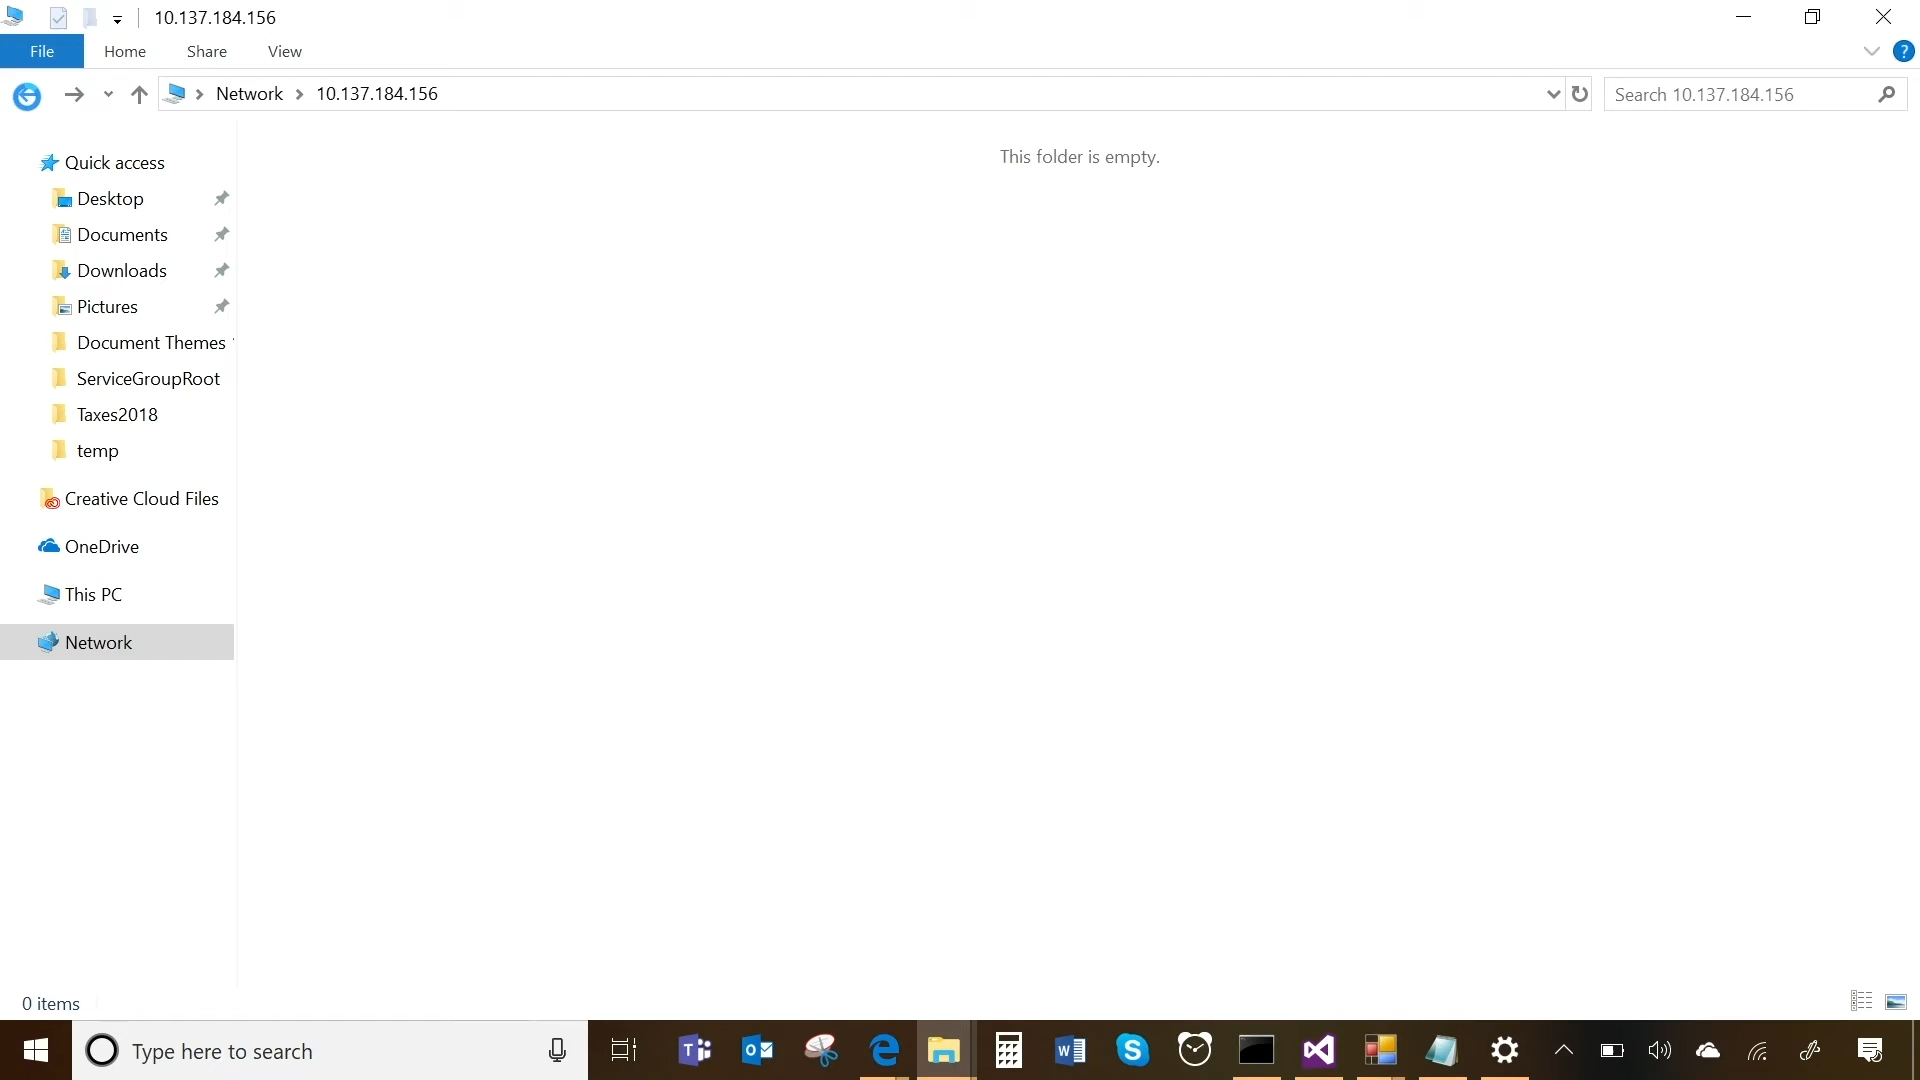 10.137.184.156
File Home Share View
?
Network 10.137.184.156
Search 10.137.184.156
This folder is empty.
Quick access
Desktop
Documents
Downloads
Pictures
Document Themes
ServiceGroupRoot
Taxes2018
temp
Creative Cloud Files
OneDrive
This PC
Network
0 items
Type here to search